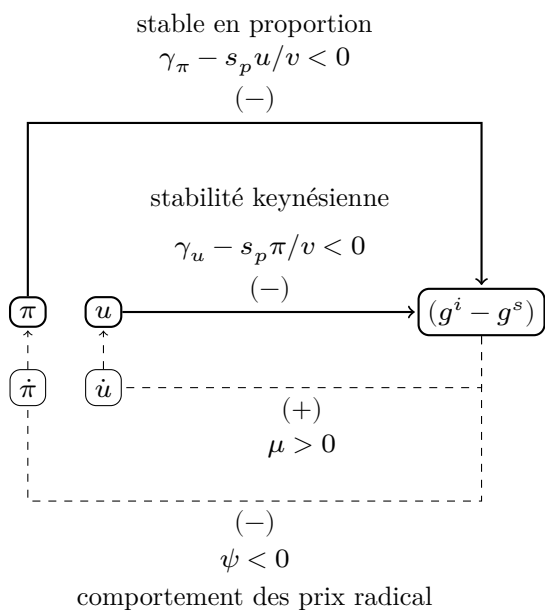 stable en proportion
γ_π − s_p u/v < 0
(−)
stabilité keynésienne
γ_u − s_p π/v < 0
(−)
π u (g^i − g^s)
π̇ u̇
(+)
μ > 0
(−)
ψ < 0
comportement des prix radical